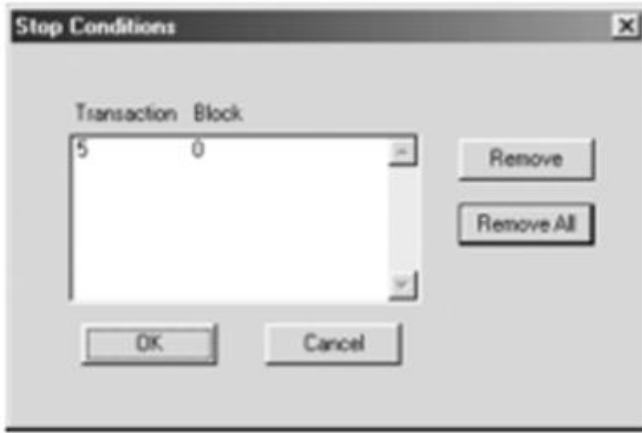 Stop Conditions
Transaction Block
5 0
Remove
Remove All
OK
Cancel